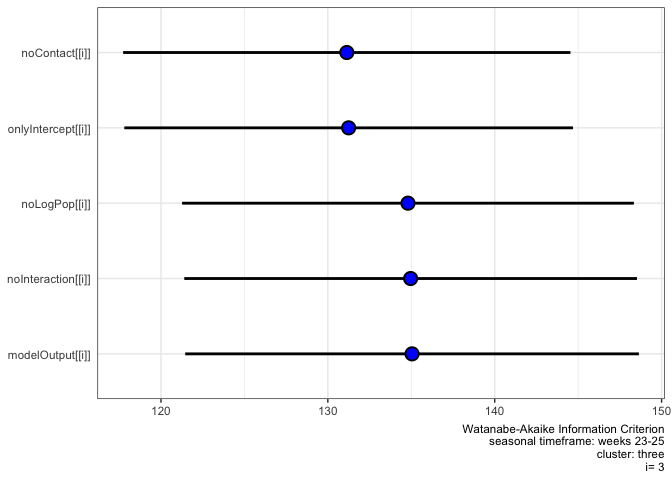 noContact[[i]]
onlyIntercept[[i]]
noLogPop[[i]]
noInteraction[[i]]
modelOutput[[i]]
120 130 140 150
Watanabe-Akaike Information Criterion
seasonal timeframe: weeks 23-25
cluster: three
i= 3